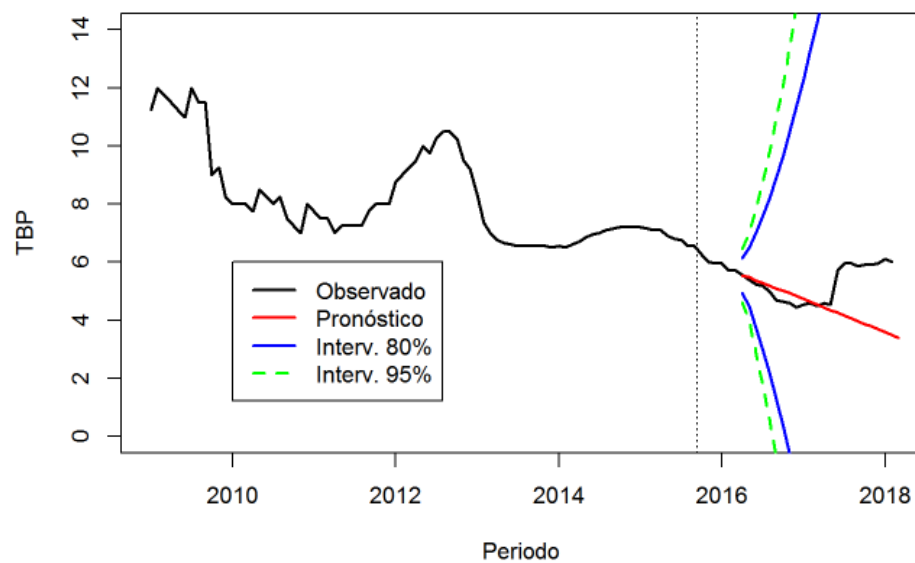 14
12
10
8
6
4
2
0
TBP
Observado
Pronóstico
Interv. 80%
Interv. 95%
2010 2012 2014 2016 2018
Periodo